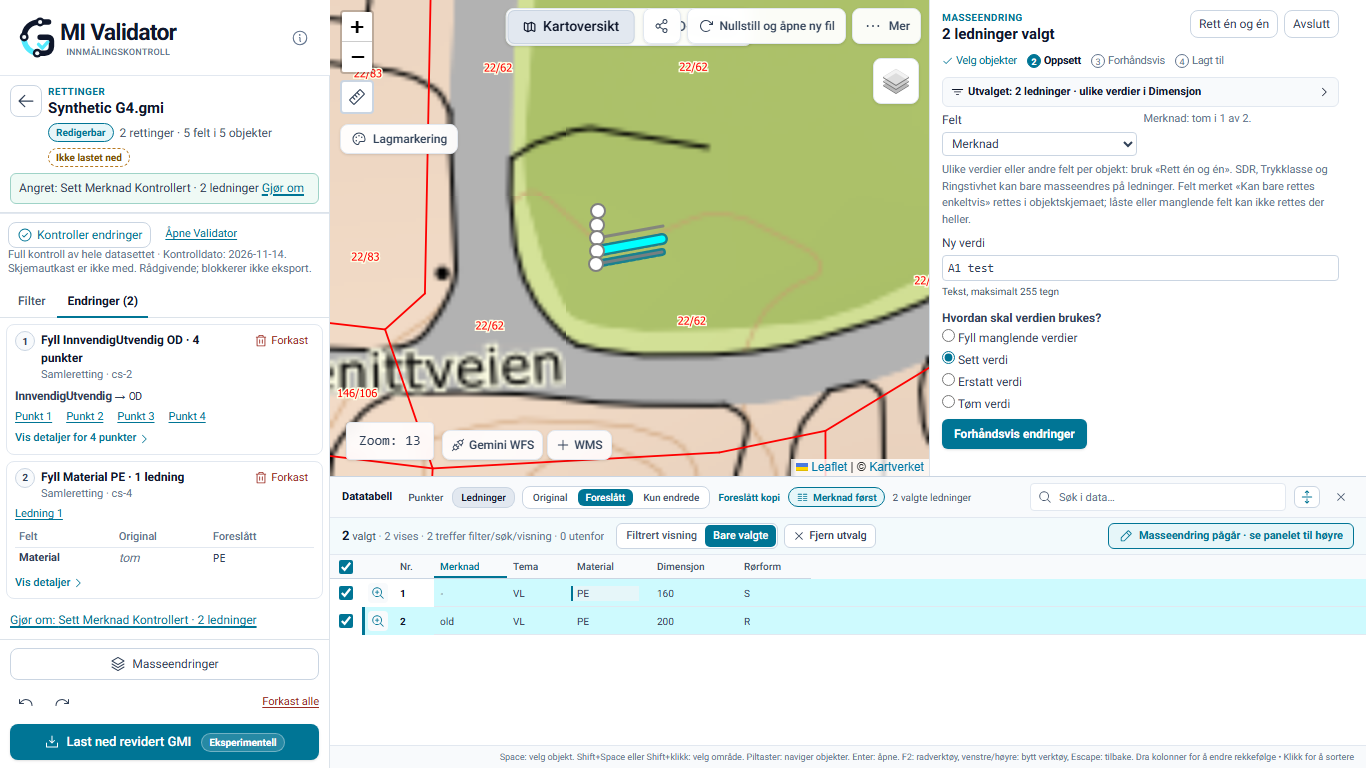 MI Validator
INNMÅLINGSKONTROLL
RETTINGER
Synthetic G4.gmi
Redigerbar 2 rettinger · 5 felt i 5 objekter
Ikke lastet ned
Angret: Sett Merknad Kontrollert · 2 ledninger Gjør om
Kontroller endringer Åpne Validator
Full kontroll av hele datasettet · Kontrolldato: 2026-11-14.
Skjemautkast er ikke med. Rådgivende; blokkerer ikke eksport.
Filter Endringer (2)
1 Fyll InnvendigUtvendig OD · 4 punkter Forkast
Samleretting · cs-2
InnvendigUtvendig → OD
Punkt 1 Punkt 2 Punkt 3 Punkt 4
Vis detaljer for 4 punkter
2 Fyll Material PE · 1 ledning Forkast
Samleretting · cs-4
Ledning 1
Felt Original Foreslått
Material tom PE
Vis detaljer
Gjør om: Sett Merknad Kontrollert · 2 ledninger
Masseendringer
Forkast alle
Last ned revidert GMI Eksperimentell
+
−
Kartoversikt
Nullstill og åpne ny fil
Mer
Lagmarkering
22/83
22/62
22/62
22/83
22/62
22/62
22/
146/106
nittveien
Zoom: 13
Gemini WFS
WMS
Leaflet | © Kartverket
MASSEENDRING
2 ledninger valgt
Rett én og én Avslutt
Velg objekter 2 Oppsett 3 Forhåndsvis 4 Lagt til
Utvalget: 2 ledninger · ulike verdier i Dimensjon
Felt
Merknad: tom i 1 av 2.
Merknad
Ulike verdier eller andre felt per objekt: bruk «Rett én og én». SDR, Trykklasse og
Ringstivhet kan bare masseendres på ledninger. Felt merket «Kan bare rettes
enkeltvis» rettes i objektskjemaet; låste eller manglende felt kan ikke rettes der
heller.
Ny verdi
A1 test
Tekst, maksimalt 255 tegn
Hvordan skal verdien brukes?
Fyll manglende verdier
Sett verdi
Erstatt verdi
Tøm verdi
Forhåndsvis endringer
Datatabell Punkter Ledninger Original Foreslått Kun endrede Foreslått kopi Merknad først 2 valgte ledninger Søk i data…
2 valgt · 2 vises · 2 treffer filter/søk/visning · 0 utenfor Filtrert visning Bare valgte Fjern utvalg Masseendring pågår · se panelet til høyre
Nr. Merknad Tema Material Dimensjon Rørform
1 · VL PE 160 S
2 old VL PE 200 R
Space: velg objekt. Shift+Space eller Shift+klikk: velg område. Piltaster: naviger objekter. Enter: åpne. F2: radverktøy, venstre/høyre: bytt verktøy, Escape: tilbake. Dra kolonner for å endre rekkefølge • Klikk for å sortere